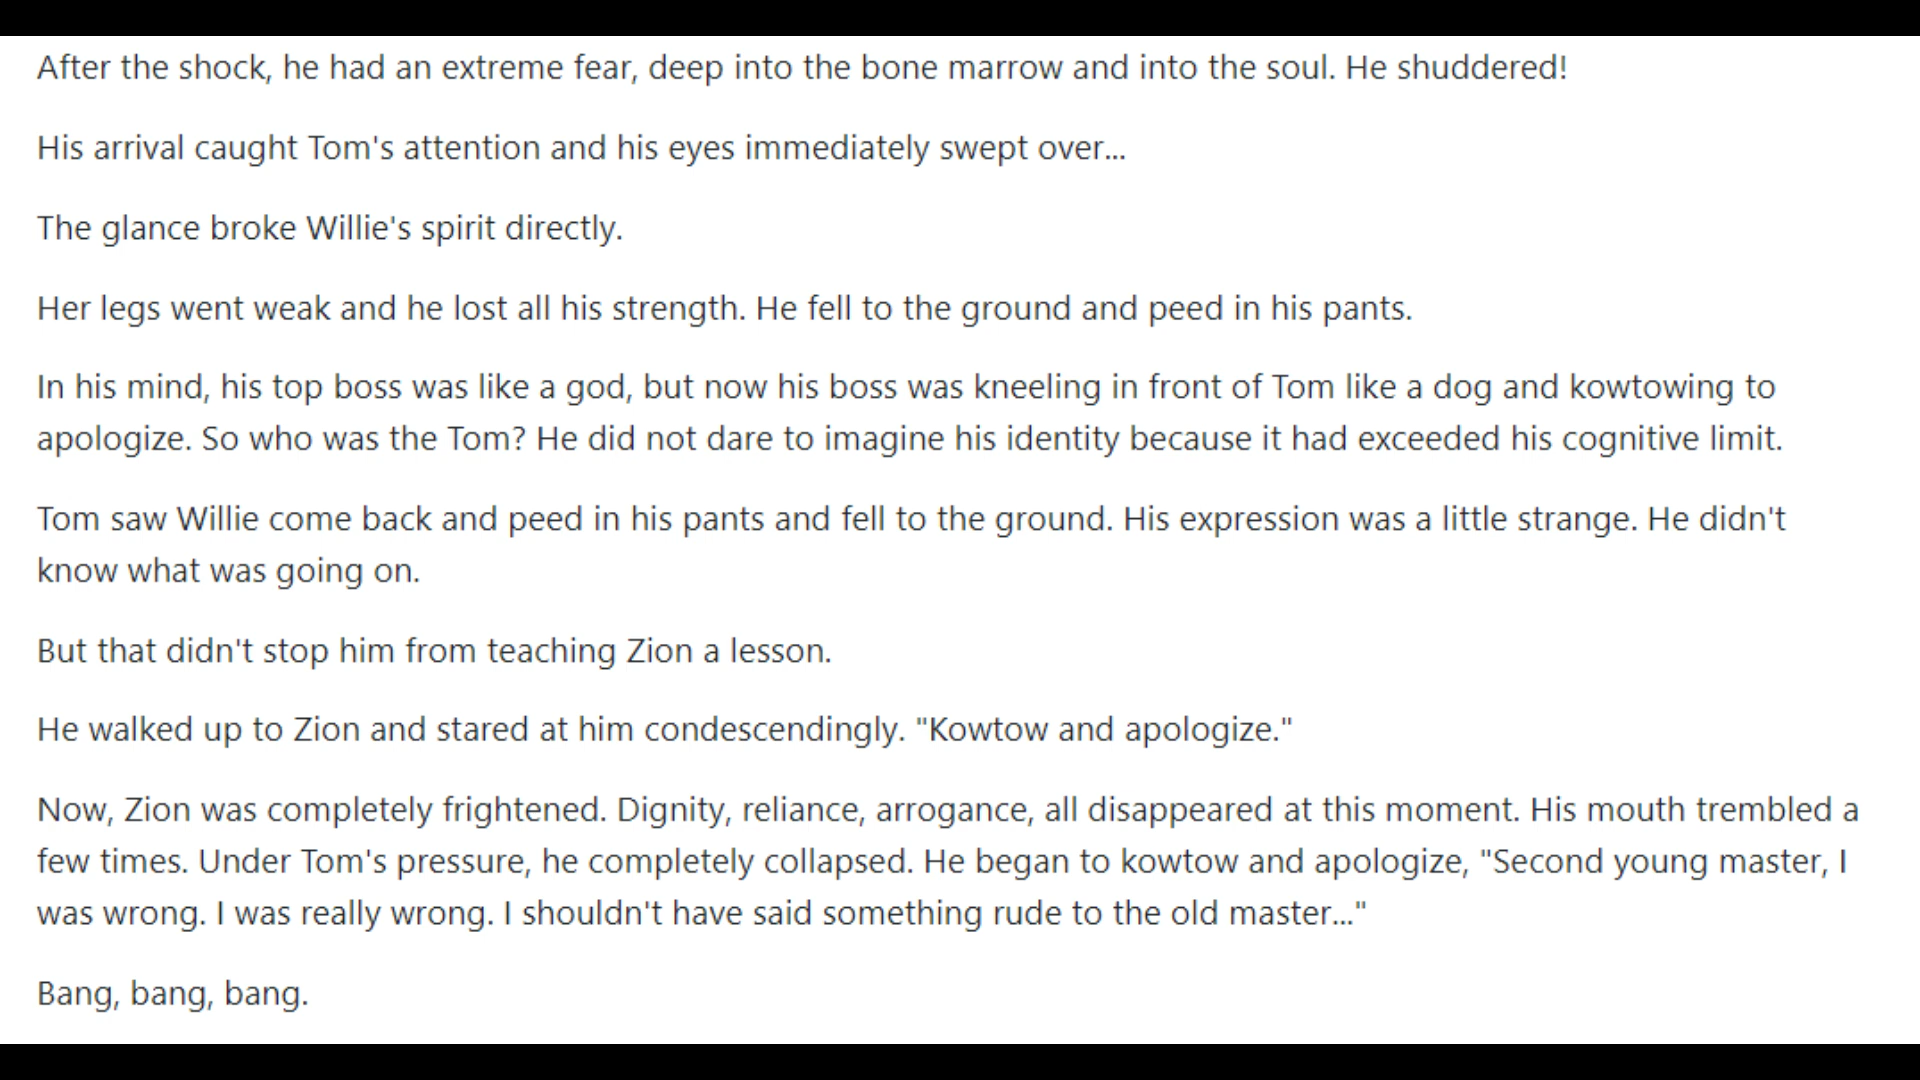 After the shock, he had an extreme fear, deep into the bone marrow and into the soul. He shuddered!
His arrival caught Tom's attention and his eyes immediately swept over...
The glance broke Willie's spirit directly.
Her legs went weak and he lost all his strength. He fell to the ground and peed in his pants.
In his mind, his top boss was like a god, but now his boss was kneeling in front of Tom like a dog and kowtowing to
apologize. So who was the Tom? He did not dare to imagine his identity because it had exceeded his cognitive limit.
Tom saw Willie come back and peed in his pants and fell to the ground. His expression was a little strange. He didn't
know what was going on.
But that didn't stop him from teaching Zion a lesson.
He walked up to Zion and stared at him condescendingly. "Kowtow and apologize."
Now, Zion was completely frightened. Dignity, reliance, arrogance, all disappeared at this moment. His mouth trembled a
few times. Under Tom's pressure, he completely collapsed. He began to kowtow and apologize, "Second young master, I
was wrong. I was really wrong. I shouldn't have said something rude to the old master..."
Bang, bang, bang.